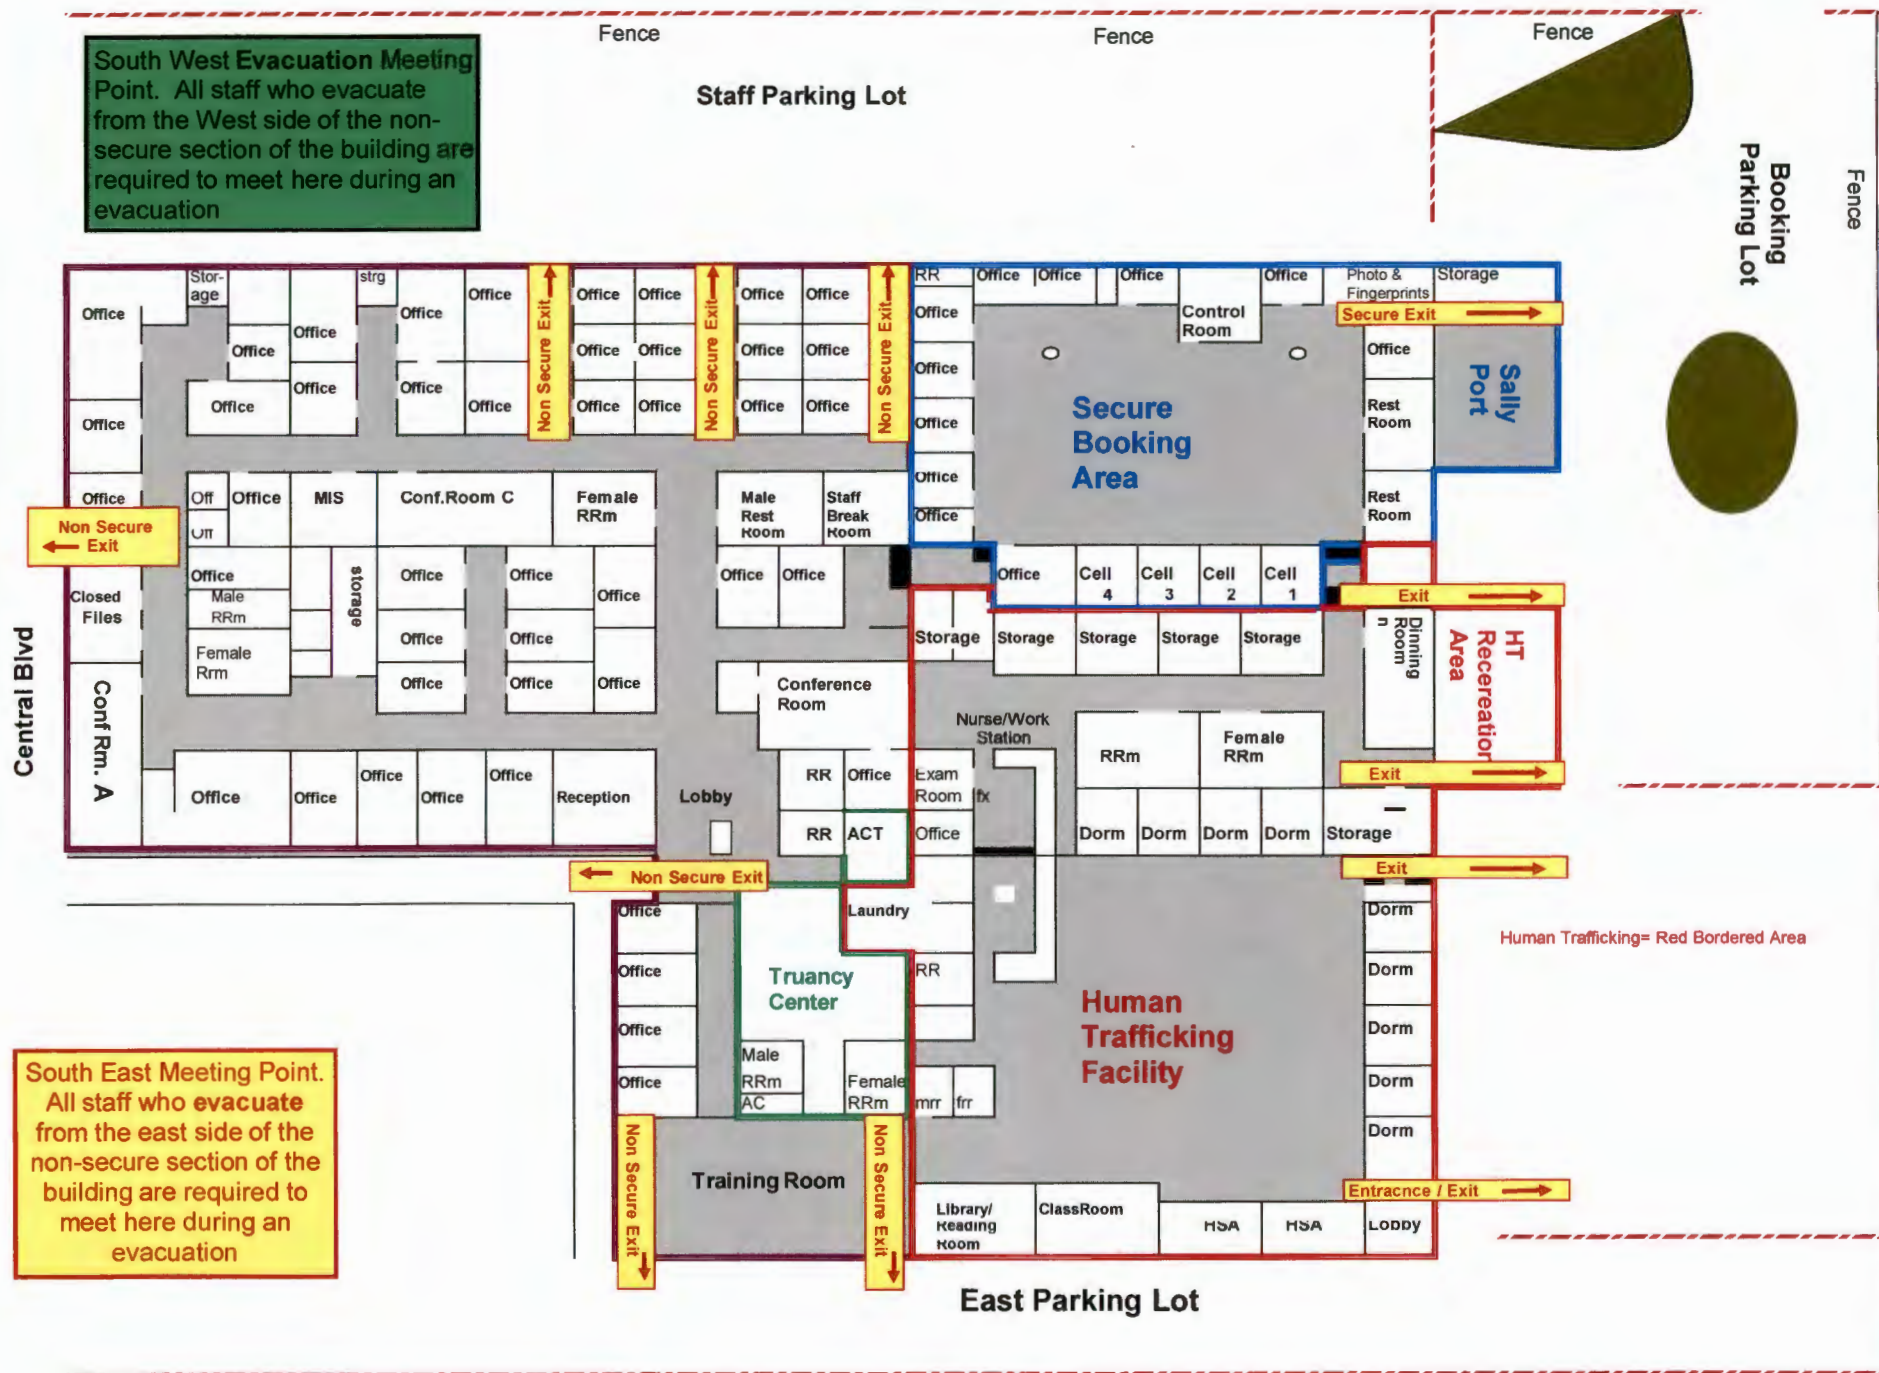 Fence
Fence
Fence
South West Evacuation Meeting
Point. All staff who evacuate
from the West side of the non-
secure section of the building are
required to meet here during an
evacuation
Staff Parking Lot
Booking
Parking Lot
Fence
Office
Stor-
age
Office
Office
Office
Office
strg
Office
Office
Office
Office
Non Secure Exit
Office
Office
Office
Office
Office
Office
Non Secure Exit
Office
Office
Office
Office
Office
Office
Non Secure Exit
RR
Office
Office
Office
Office
Photo &
Fingerprints
Storage
Office
Control
Room
Secure Exit
Office
Office
Office
Office
Office
Secure
Booking
Area
Office
Rest
Room
Rest
Room
Sally
Port
Office
Office
Non Secure
Exit
Off
Off
Office
MIS
Conf.Room C
Female
RRm
Male
Rest
Room
Staff
Break
Room
Closed
Files
Office
Male
RRm
Female
Rrm
storage
Office
Office
Office
Office
Office
Office
Office
Office
Office
Office
Office
Cell
4
Cell
3
Cell
2
Cell
1
Exit
Central Blvd
Conf Rm. A
Storage
Storage
Storage
Storage
Storage
Dinning
Room
n
HT
Recereation
Area
Conference
Room
Nurse/Work
Station
RRm
Female
RRm
Exit
Office
Office
Office
Office
Office
Reception
Lobby
RR
Office
Exam
Room
fx
RR
ACT
Office
Dorm
Dorm
Dorm
Dorm
Storage
Non Secure Exit
Exit
Office
Office
Office
Office
Laundry
RR
Truancy
Center
Human
Trafficking
Facility
Dorm
Dorm
Dorm
Dorm
Dorm
Human Trafficking= Red Bordered Area
South East Meeting Point.
All staff who evacuate
from the east side of the
non-secure section of the
building are required to
meet here during an
evacuation
Male
RRm
AC
Female
RRm
mrr
frr
Non Secure Exit
Training Room
Non Secure Exit
Entracnce / Exit
Library/
Reading
Room
ClassRoom
HSA
HSA
Lobby
East Parking Lot